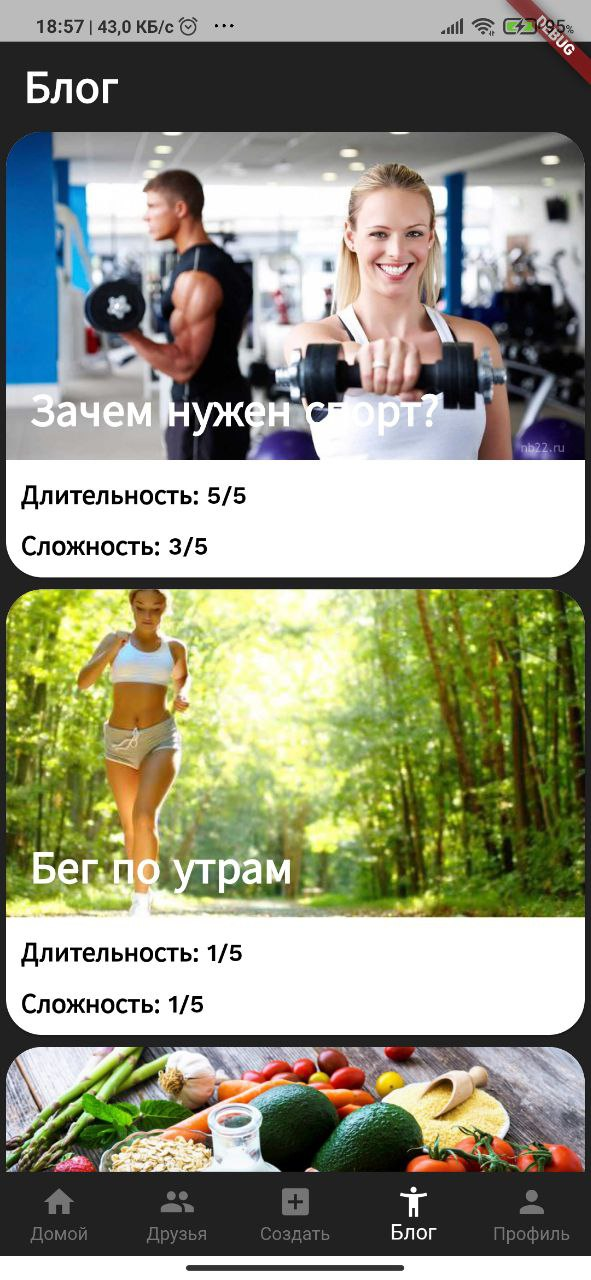 18:57 | 43,0 КБ/с ...
95%
DEBUG
Блог
Зачем нужен спорт?
nb22.ru
Длительность: 5/5
Сложность: 3/5
Бег по утрам
Длительность: 1/5
Сложность: 1/5
Домой
Друзья
Создать
Блог
Профиль